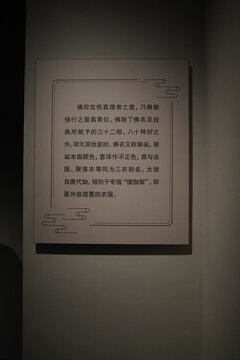 佛即觉悟真理者之意，乃佛教
修行之最高果位。佛除了佛衣及经
典所赋予的三十二相、八十种好之
外，即无其他装扮。佛衣又称袈裟，袈
裟本指颜色，意译作不正色，原与法
服、聚落衣等同为三衣别名。大致
自唐代始，倾向于专指“僧伽梨”，即
最外层搭覆的衣服。